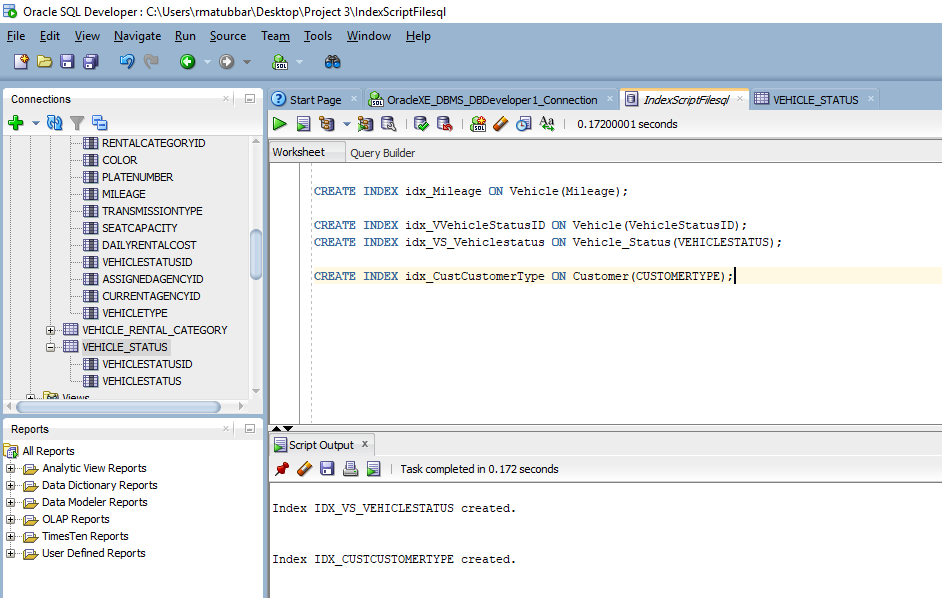 Oracle SQL Developer : C:\Users\rmatubbar\Desktop\Project 3\IndexScriptFilesql
File Edit View Navigate Run Source Team Tools Window Help
Connections
RENTALCATEGORYID
COLOR
PLATENUMBER
MILEAGE
TRANSMISSIONTYPE
SEATCAPACITY
DAILYRENTALCOST
VEHICLESTATUSID
ASSIGNEDAGENCYID
CURRENTAGENCYID
VEHICLETYPE
VEHICLE_RENTAL_CATEGORY
VEHICLE_STATUS
VEHICLESTATUSID
VEHICLESTATUS
Views
Reports
All Reports
Analytic View Reports
Data Dictionary Reports
Data Modeler Reports
OLAP Reports
TimesTen Reports
User Defined Reports
Start Page
OracleXE_DBMS_DBDeveloper1_Connection
IndexScriptFilesql
VEHICLE_STATUS
0.17200001 seconds
Worksheet Query Builder
CREATE INDEX idx_Mileage ON Vehicle(Mileage);
CREATE INDEX idx_VVehicleStatusID ON Vehicle(VehicleStatusID);
CREATE INDEX idx_VS_Vehiclestatus ON Vehicle_Status(VEHICLESTATUS);
CREATE INDEX idx_CustCustomerType ON Customer(CUSTOMERTYPE);
Script Output
Task completed in 0.172 seconds
Index IDX_VS_VEHICLESTATUS created.
Index IDX_CUSTCUSTOMERTYPE created.